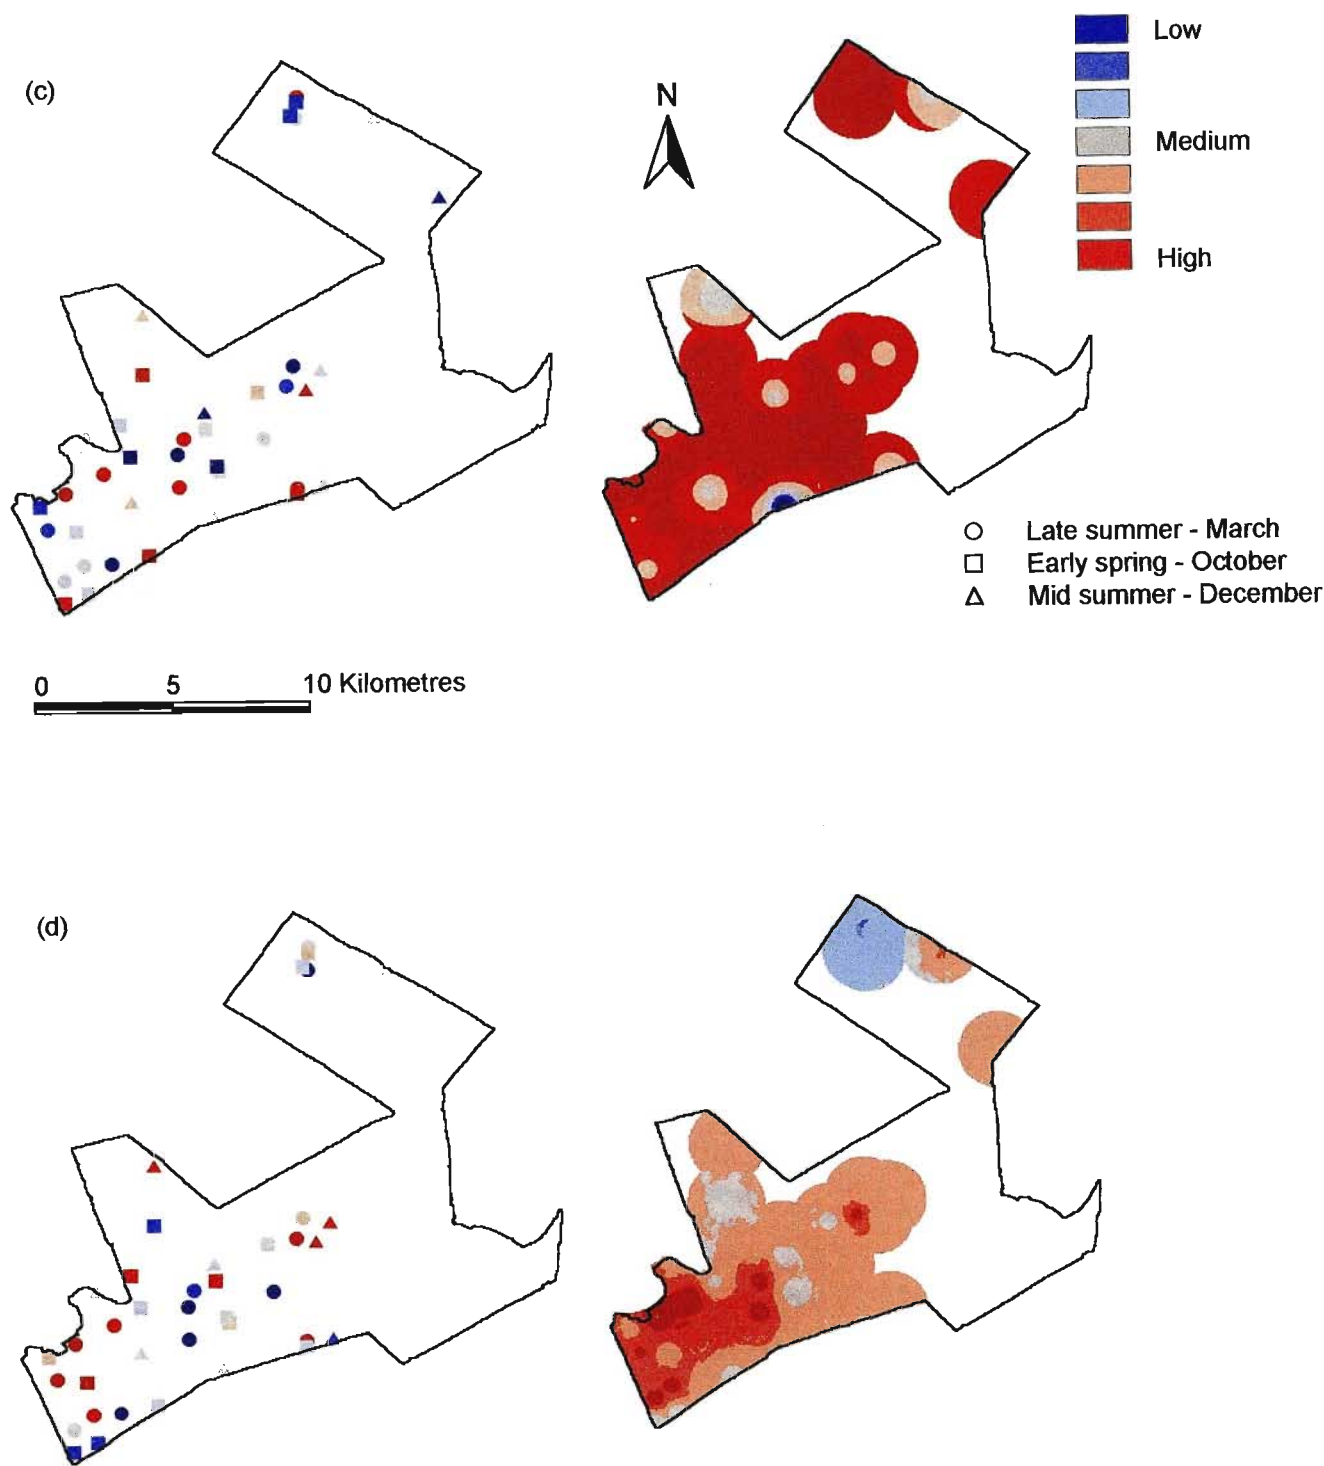 (c)
N
Low
Medium
High
Late summer - March
Early spring - October
Mid summer - December
0 5 10 Kilometres
(d)